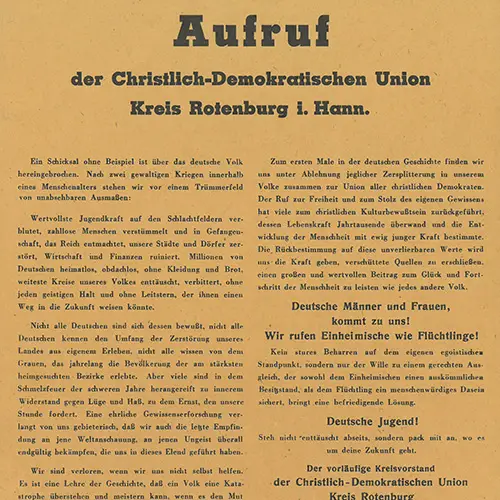 Aufruf
der Christlich-Demokratischen Union
Kreis Rotenburg i. Hann.
Ein Schicksal ohne Beispiel ist über das deutsche Volk
hereingebrochen. Nach zwei gewaltigen Kriegen innerhalb
eines Menschenalters stehen wir vor einem Trümmerfeld
von unabsehbaren Ausmaßen:
Wertvollste Jugendkraft auf den Schlachtfeldern ver-
blutet, zahllose Menschen verstümmelt und in Gefangen-
schaft, das Reich entmachtet, unsere Städte und Dörfer zer-
stört, Wirtschaft und Finanzen ruiniert. Millionen von
Deutschen heimatlos, obdachlos, ohne Kleidung und Brot,
weiteste Kreise unseres Volkes enttäuscht, verbittert, ohne
jeden geistigen Halt und ohne Leitstern, der ihnen einen
Weg in die Zukunft weisen könnte.
Nicht alle Deutschen sind sich dessen bewußt, nicht alle
Deutschen kennen den Umfang der Zerstörung unseres
Landes aus eigenem Erleben, nicht alle wissen von dem
Grauen, das jahrelang die Bevölkerung der am stärksten
heimgesuchten Bezirke erlebte. Aber viele sind in dem
Schmelzfeuer der schweren Jahre herangereift zu innerem
Widerstand gegen Lüge und Haß, zu dem Ernst, den unsere
Stunde fordert. Eine ehrliche Gewissenserforschung ver-
langt von uns gebieterisch, daß wir auch die letzte Empfin-
dung an jene Weltanschauung, an jenen Ungeist überall
endgültig bekämpfen, die uns in dieses Elend geführt haben.
Wir sind verloren, wenn wir uns nicht selbst helfen.
Es ist eine Lehre der Geschichte, daß ein Volk eine Kata-
strophe überstehen und meistern kann, wenn es den Mut
Zum ersten Male in der deutschen Geschichte finden wir
uns unter Ablehnung jeglicher Zersplitterung in unserem
Volke zusammen zur Union aller christlichen Demokraten.
Der Ruf zur Freiheit und zum Stolz des eigenen Gewissens
hat viele zum christlichen Kulturbewußtsein zurückgeführt,
dessen Lebenskraft Jahrtausende überwand und die Ent-
wicklung der Menschheit mit ewig junger Kraft bestimmte.
Die Rückbestimmung auf diese unverlierbaren Werte wird
uns die Kraft geben, verschüttete Quellen zu erschließen,
einen großen und wertvollen Beitrag zum Glück und Fort-
schritt der Menschheit zu leisten wie jedes andere Volk.
Deutsche Männer und Frauen,
kommt zu uns!
Wir rufen Einheimische wie Flüchtlinge!
Kein stures Beharren auf dem eigenen egoistischen
Standpunkt, sondern nur der Wille zu einem gerechten Aus-
gleich, der sowohl dem Einheimischen einen auskömmlichen
Besitzstand, als dem Flüchtling ein menschenwürdiges Dasein
sichert, bringt eine befriedigende Lösung.
Deutsche Jugend!
Steh nicht enttäuscht abseits, sondern pack mit an, wo es
um deine Zukunft geht.
Der vorläufige Kreisvorstand
der Christlich-Demokratischen Union
Kreis Rotenburg